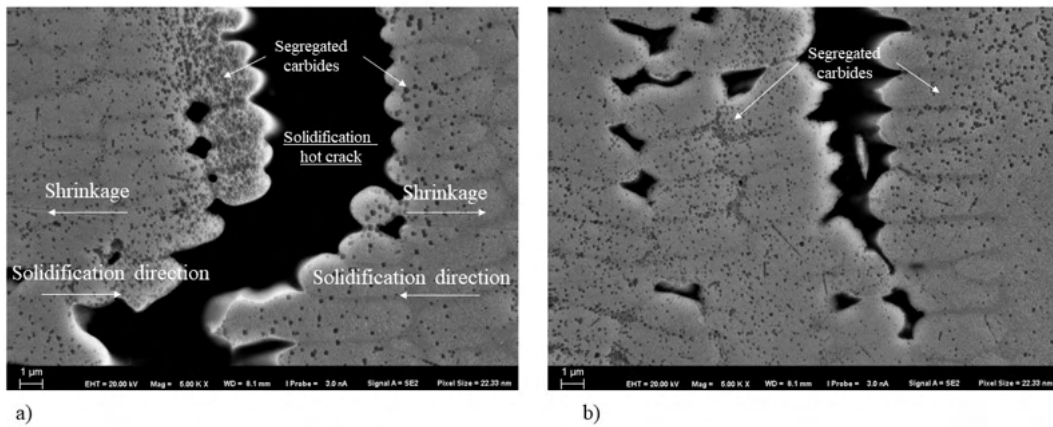 Segregated
carbides
Solidification
hot crack
Shrinkage
Shrinkage
Solidification direction
Solidification direction
1 µm
EHT = 20.00 kV Mag = 5.00 K X WD = 8.1 mm I Probe = 3.0 nA Signal A = SE2 Pixel Size = 22.33 nm
a)
Segregated
carbides
1 µm
EHT = 20.00 kV Mag = 5.00 K X WD = 8.1 mm I Probe = 3.0 nA Signal A = SE2 Pixel Size = 22.33 nm
b)